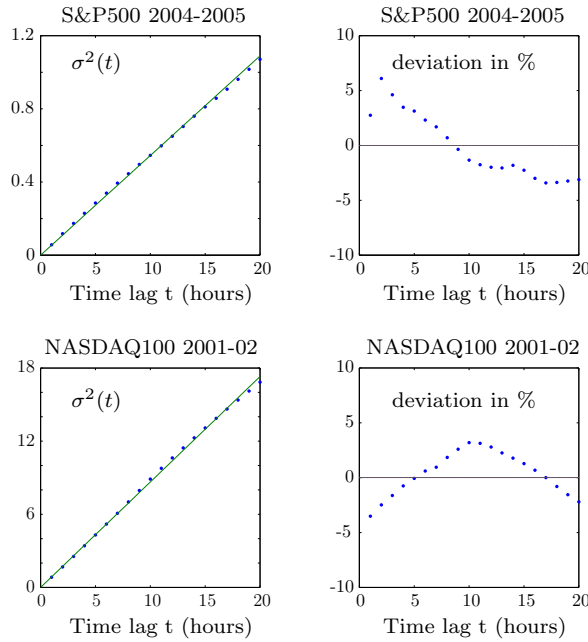 S&P500 2004-2005
σ²(t)
1.2
0.8
0.4
0
0 5 10 15 20
Time lag t (hours)
deviation in %
10
5
0
-5
-10
0 5 10 15 20
Time lag t (hours)
NASDAQ100 2001-02
σ²(t)
18
12
6
0
0 5 10 15 20
Time lag t (hours)
NASDAQ100 2001-02
deviation in %
10
5
0
-5
-10
0 5 10 15 20
Time lag t (hours)